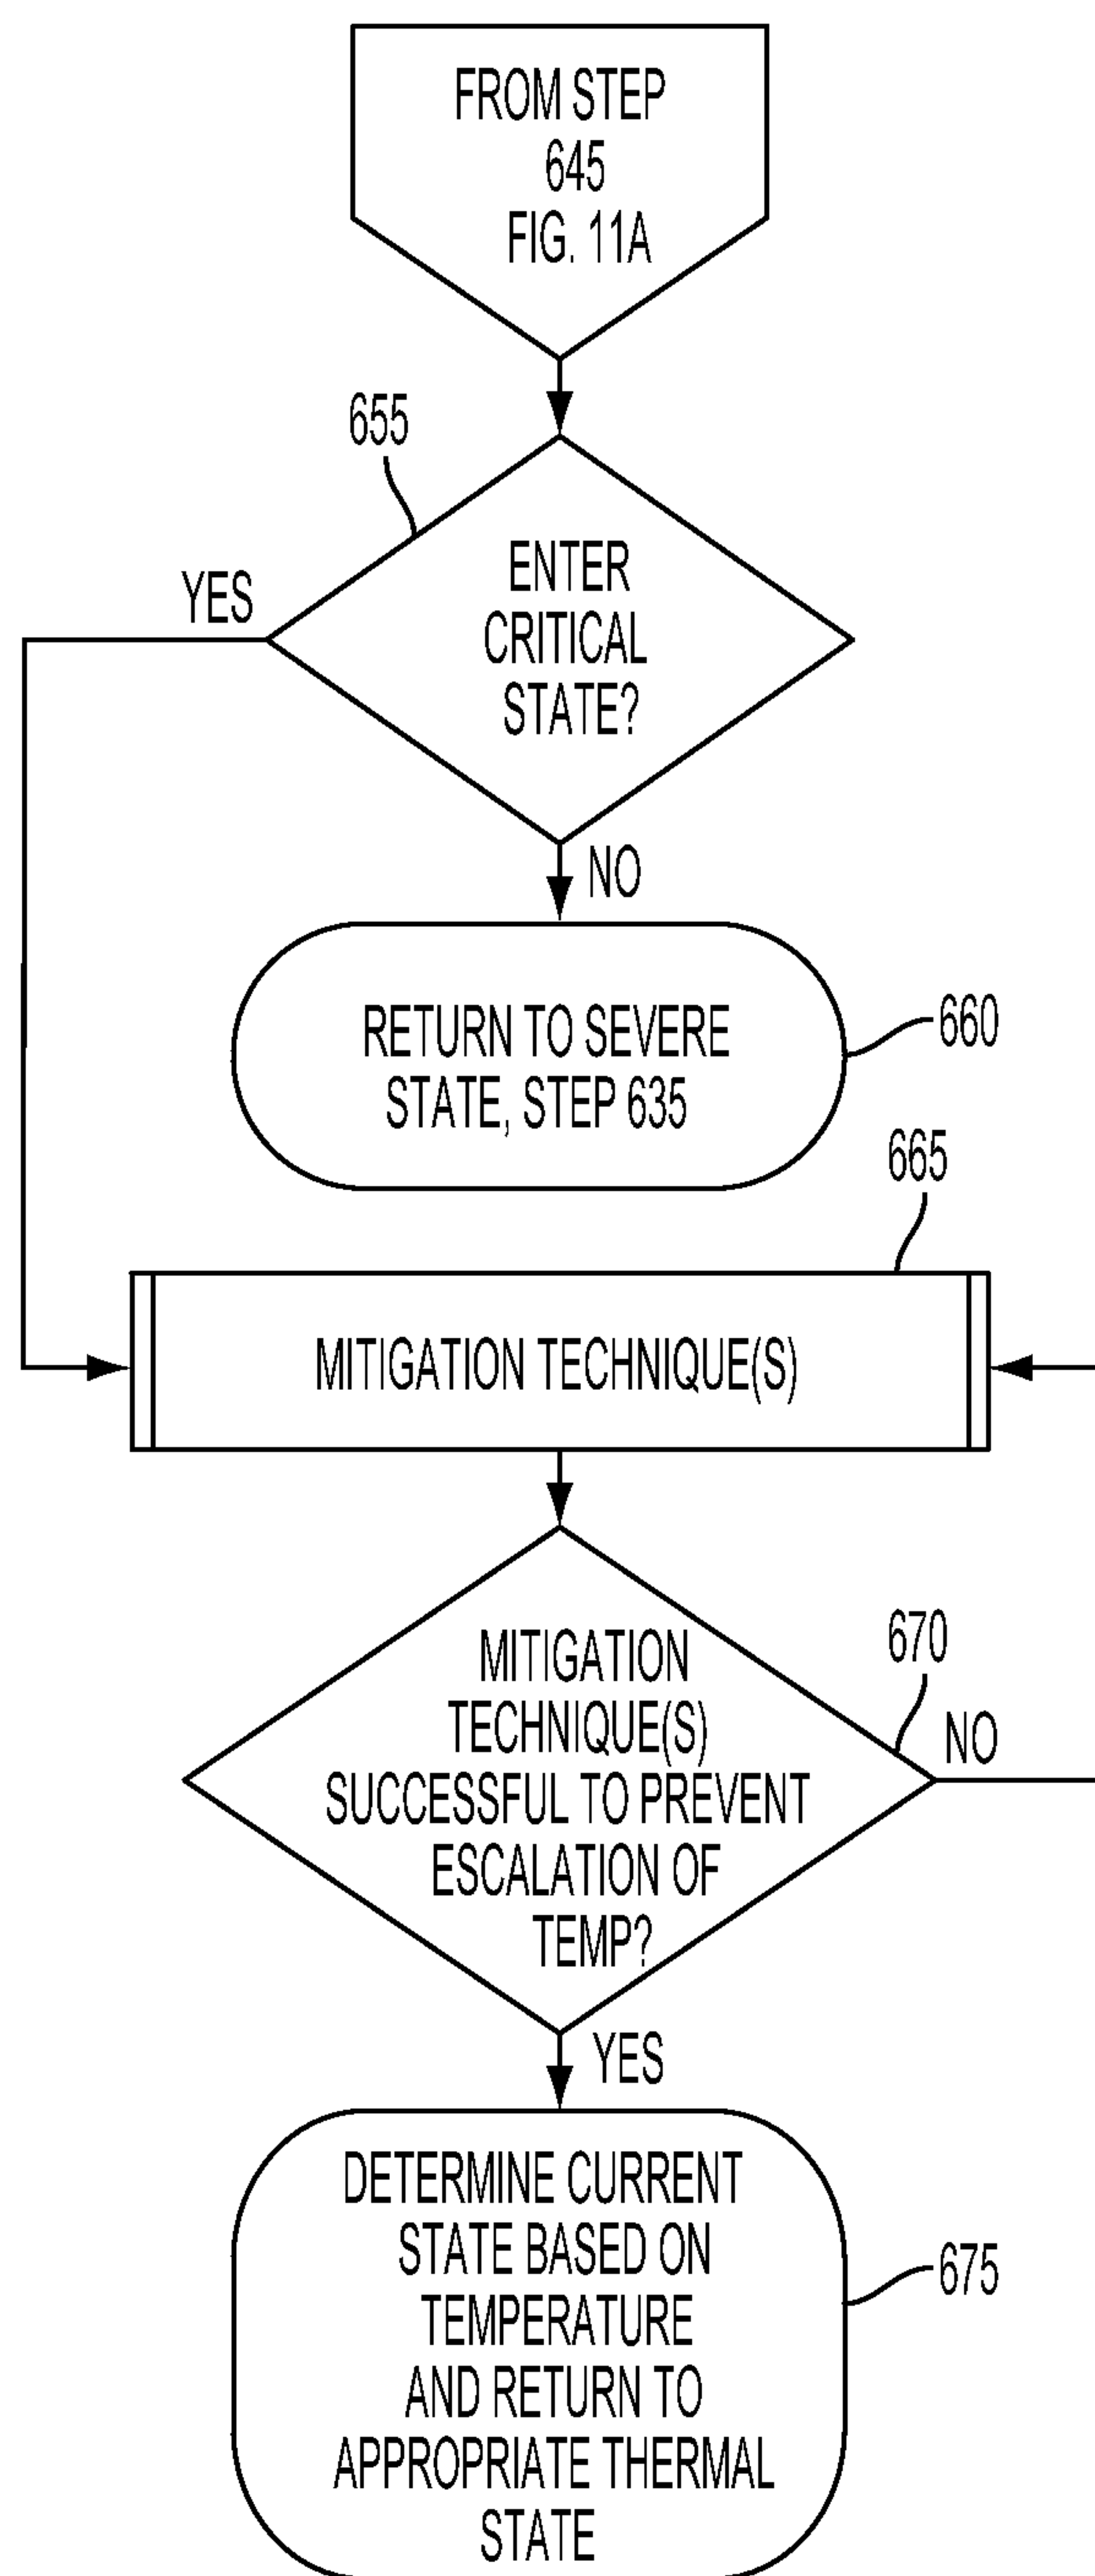 FROM STEP
645
FIG. 11A
655
YES
ENTER
CRITICAL
STATE?
NO
RETURN TO SEVERE
STATE, STEP 635
660
665
MITIGATION TECHNIQUE(S)
670
NO
MITIGATION
TECHNIQUE(S)
SUCCESSFUL TO PREVENT
ESCALATION OF
TEMP?
YES
DETERMINE CURRENT
STATE BASED ON
TEMPERATURE
AND RETURN TO
APPROPRIATE THERMAL
STATE
675